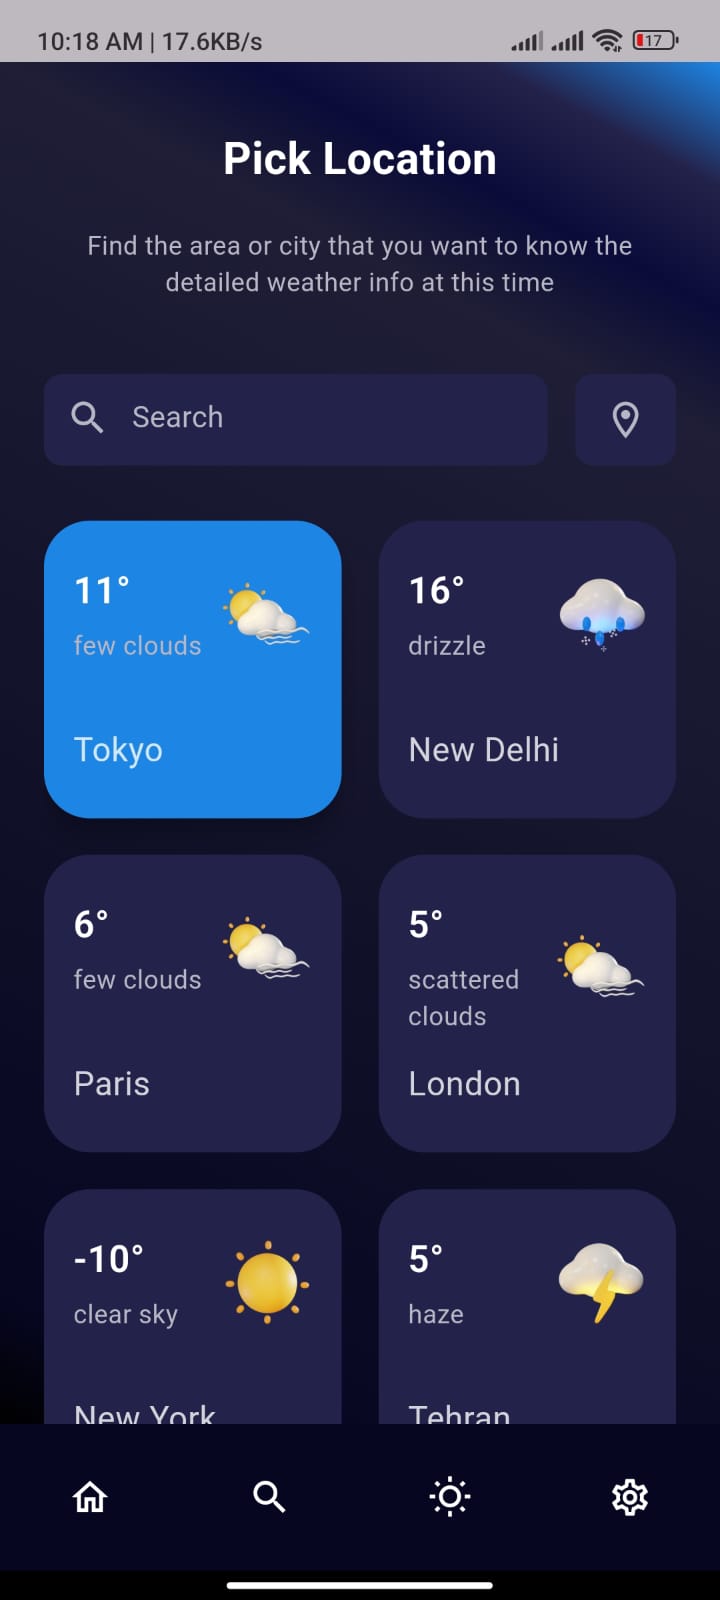 10:18 AM | 17.6KB/s 17
Pick Location
Find the area or city that you want to know the
detailed weather info at this time
Search
11°
few clouds
Tokyo
16°
drizzle
New Delhi
6°
few clouds
Paris
5°
scattered
clouds
London
-10°
clear sky
New York
5°
haze
Tehran